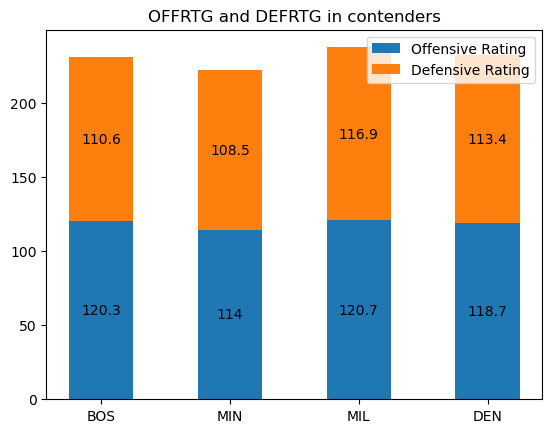 OFFRTG and DEFRTG in contenders
Offensive Rating
Defensive Rating
200
150
100
50
0
110.6
108.5
116.9
113.4
120.3
114
120.7
118.7
BOS
MIN
MIL
DEN